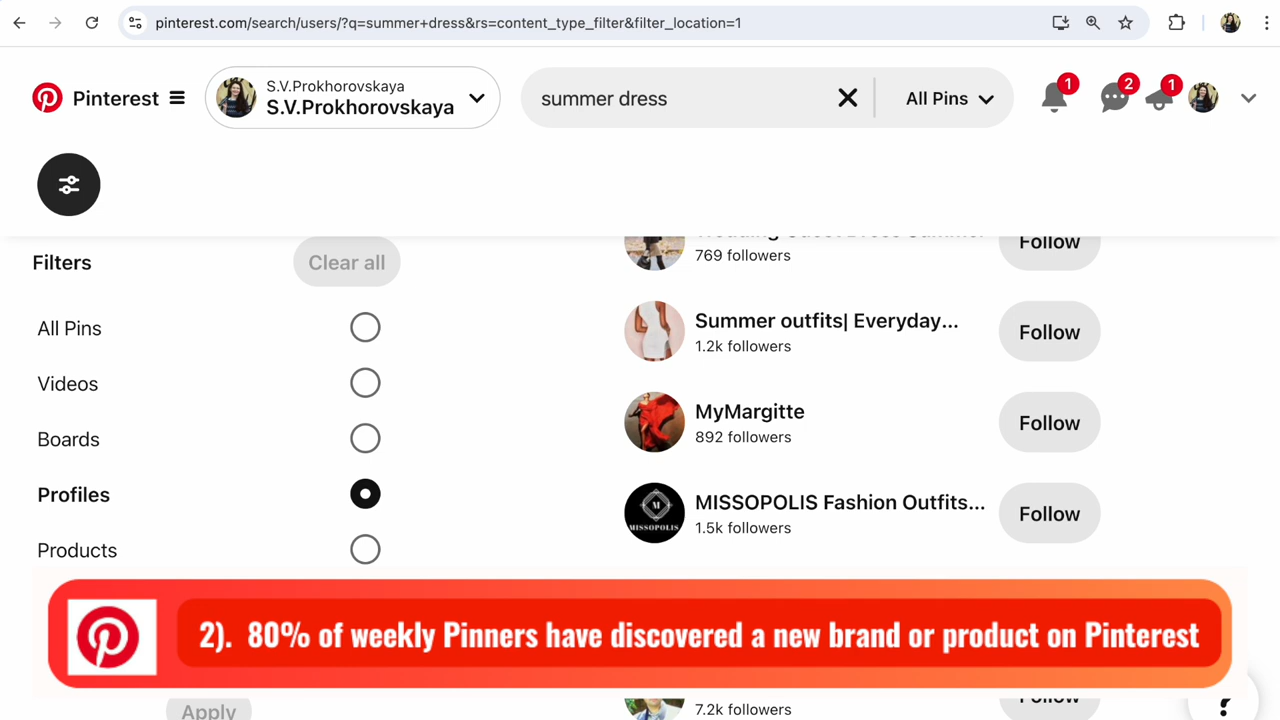 pinterest.com/search/users/?q=summer+dress&rs=content_type_filter&filter_location=1
Pinterest
S.V.Prokhorovskaya
S.V.Prokhorovskaya
summer dress
All Pins
1
2
1
Filters
Clear all
All Pins
Videos
Boards
Profiles
Products
769 followers
Follow
Summer outfits| Everyday...
1.2k followers
Follow
MyMargitte
892 followers
Follow
M
MISSOPOLIS
MISSOPOLIS Fashion Outfits...
1.5k followers
Follow
2). 80% of weekly Pinners have discovered a new brand or product on Pinterest
Apply
7.2k followers
Follow
?